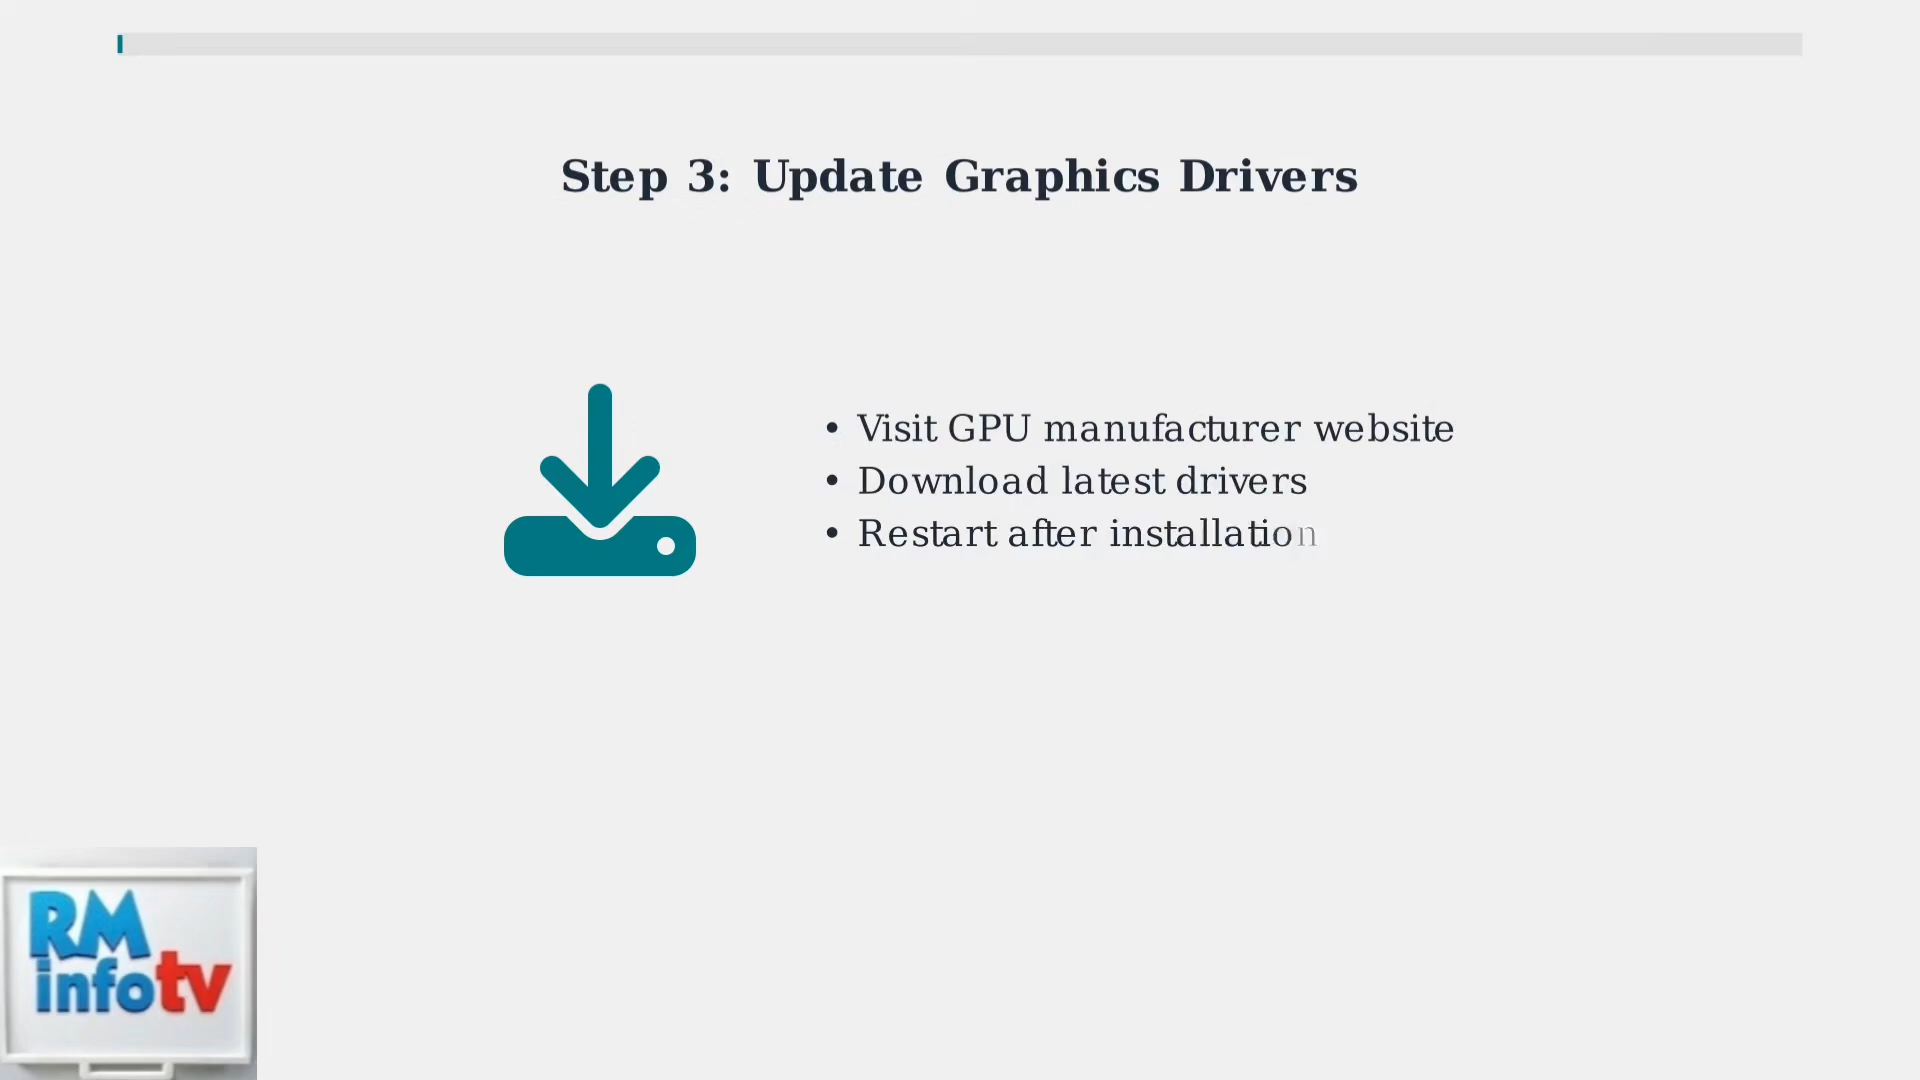 Step 3: Update Graphics Drivers
• Visit GPU manufacturer website
• Download latest drivers
• Restart after installation
RM
infotv